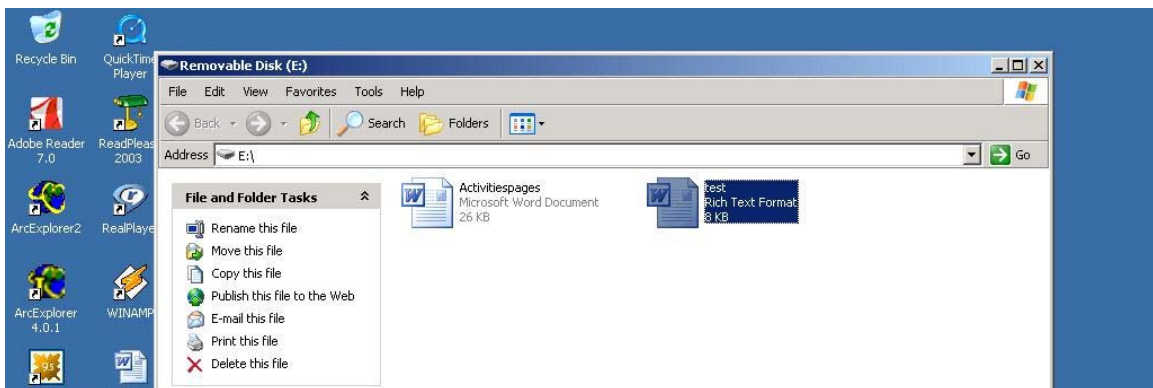 Recycle Bin
QuickTime
Player
Adobe Reader
7.0
ReadPleas
2003
ArcExplorer2
RealPlaye
ArcExplorer
4.0.1
WINAMP
9.5
Removable Disk (E:)
File Edit View Favorites Tools Help
Back Search Folders
Address E:\ Go
File and Folder Tasks
Rename this file
Move this file
Copy this file
Publish this file to the Web
E-mail this file
Print this file
Delete this file
Activitiespages
Microsoft Word Document
26 KB
test
Rich Text Format
8 KB